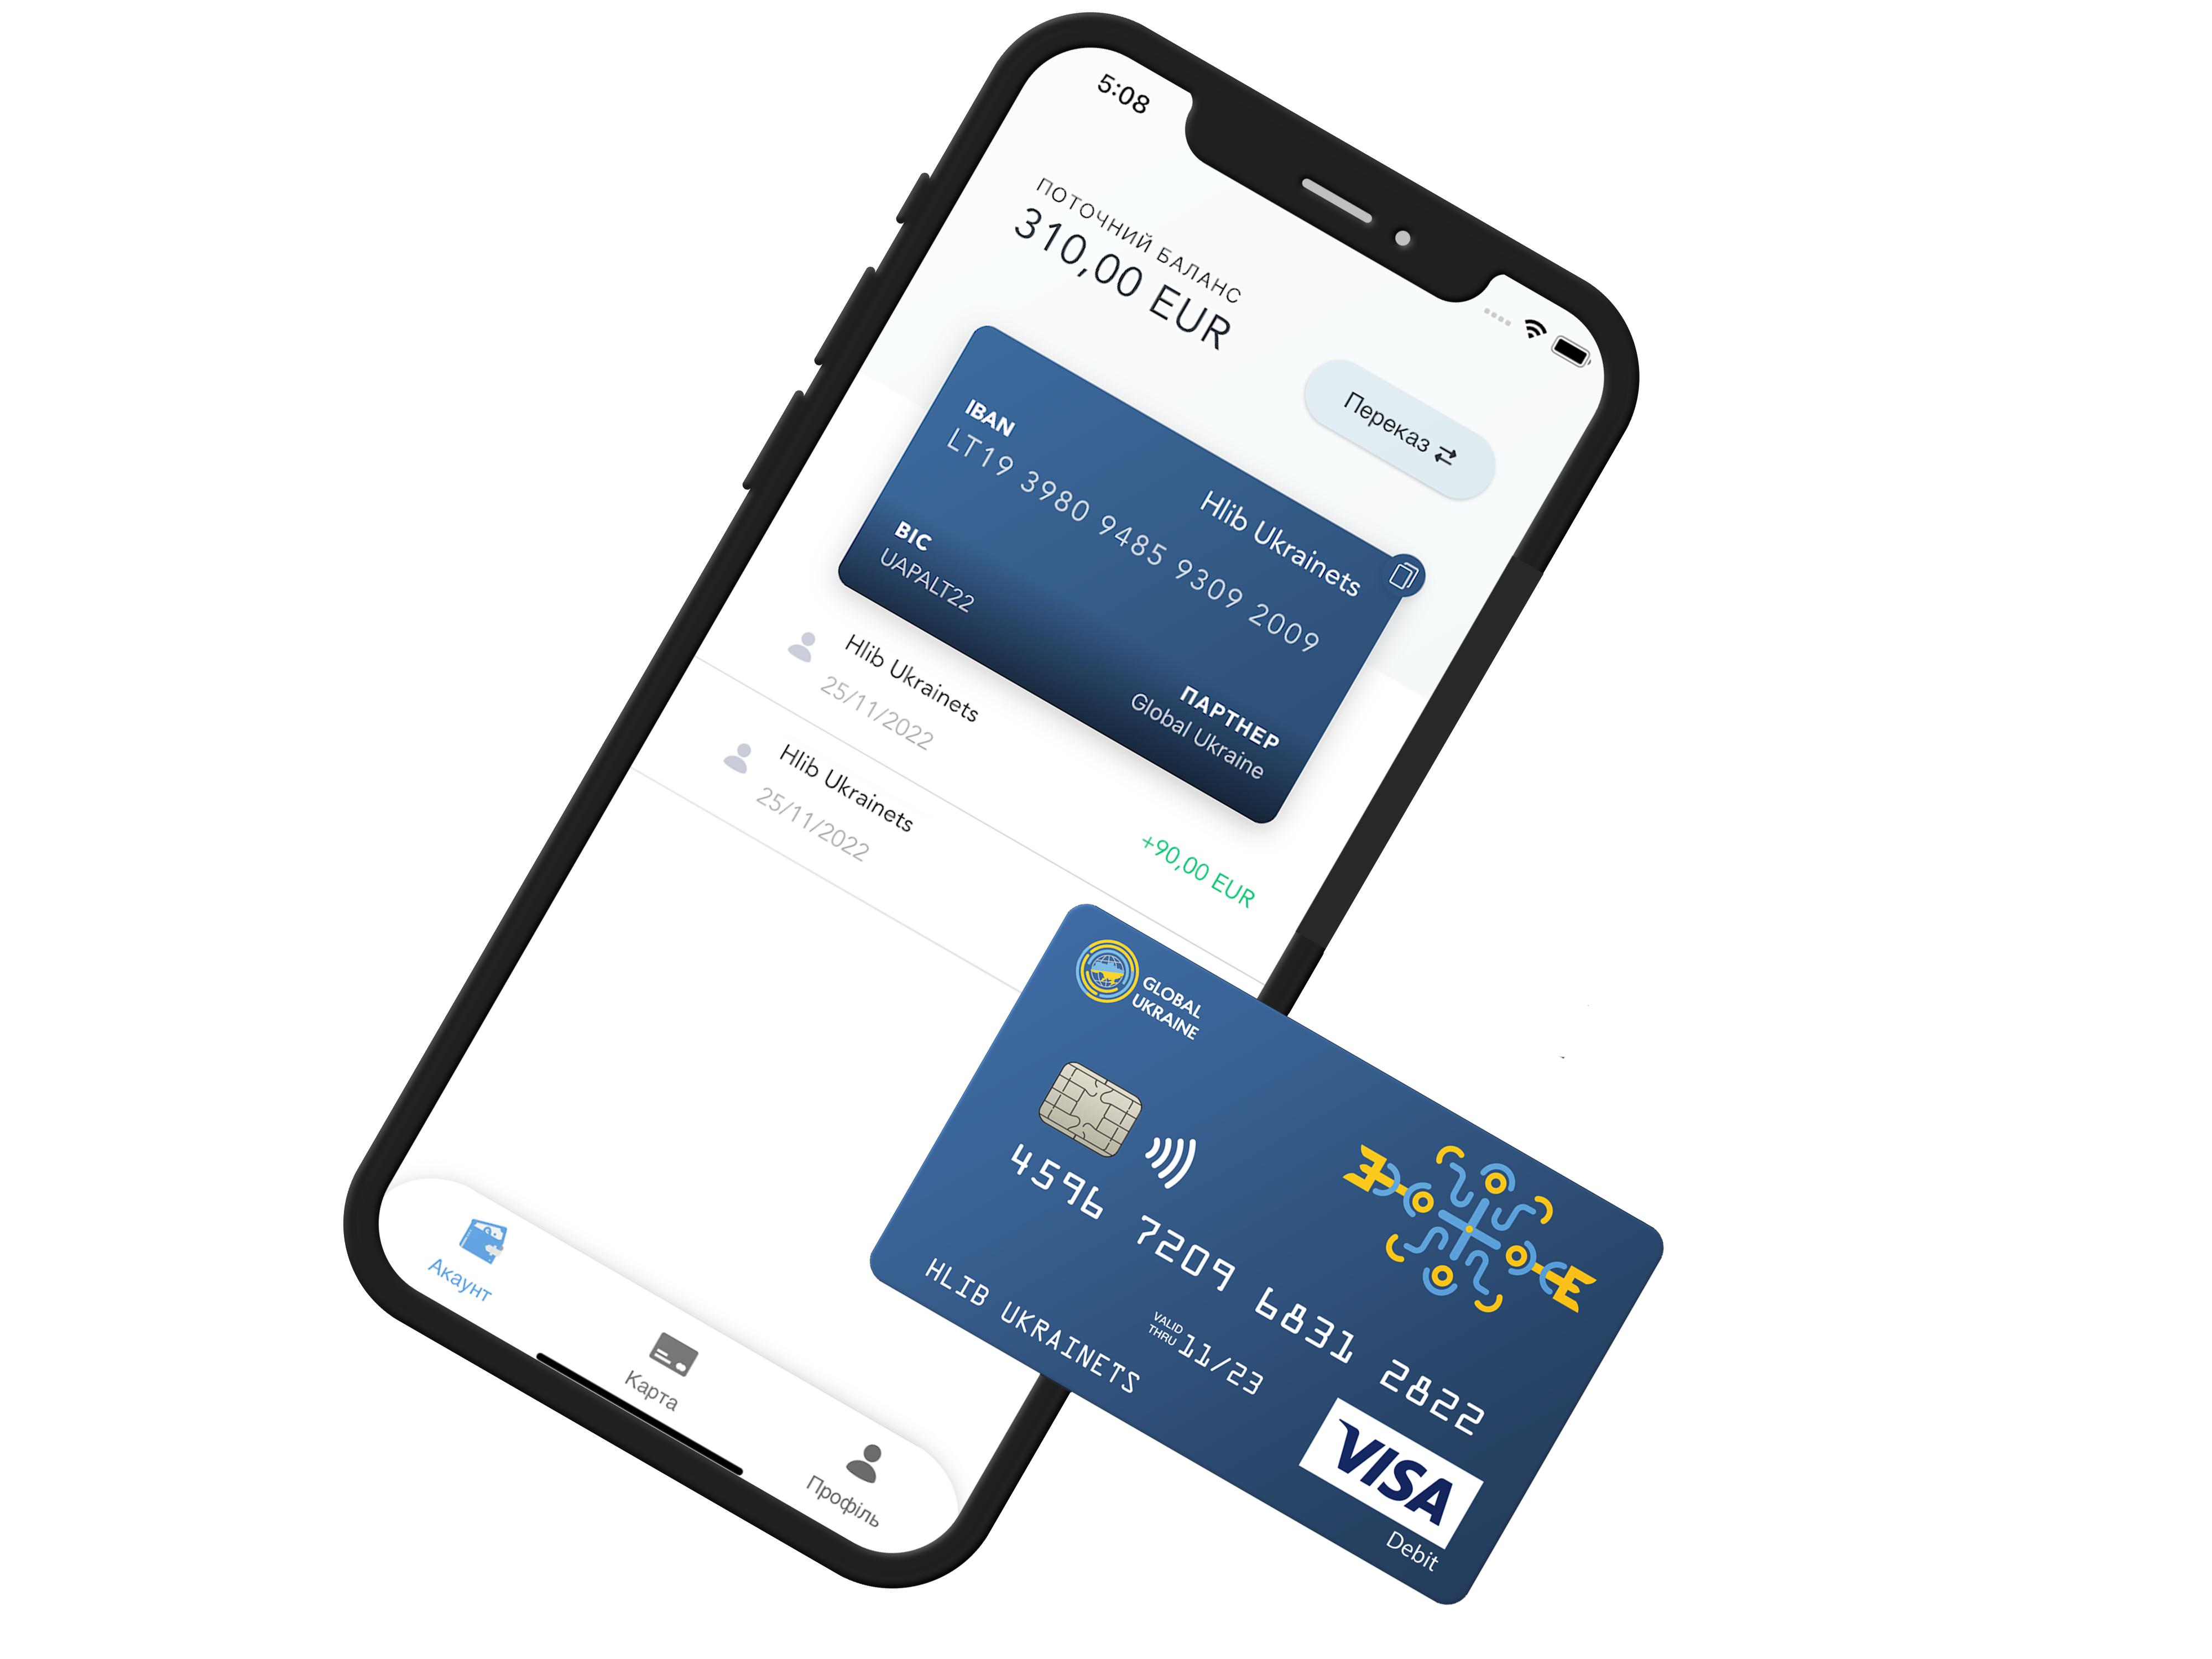 5:08
ПОТОЧНИЙ БАЛАНС
310,00 EUR
Переказ
Hlib Ukrainets
IBAN
LT19 3980 9485 9309 2009
BIC
UAPALT22
ПАРТНЕР
Global Ukraine
Hlib Ukrainets
25/11/2022
+90,00 EUR
Hlib Ukrainets
25/11/2022
Акаунт
Карта
Профіль
GLOBAL
UKRAINE
4596 7209 6831 2822
VALID
THRU 11/23
HLIB UKRAINETS
VISA
Debit